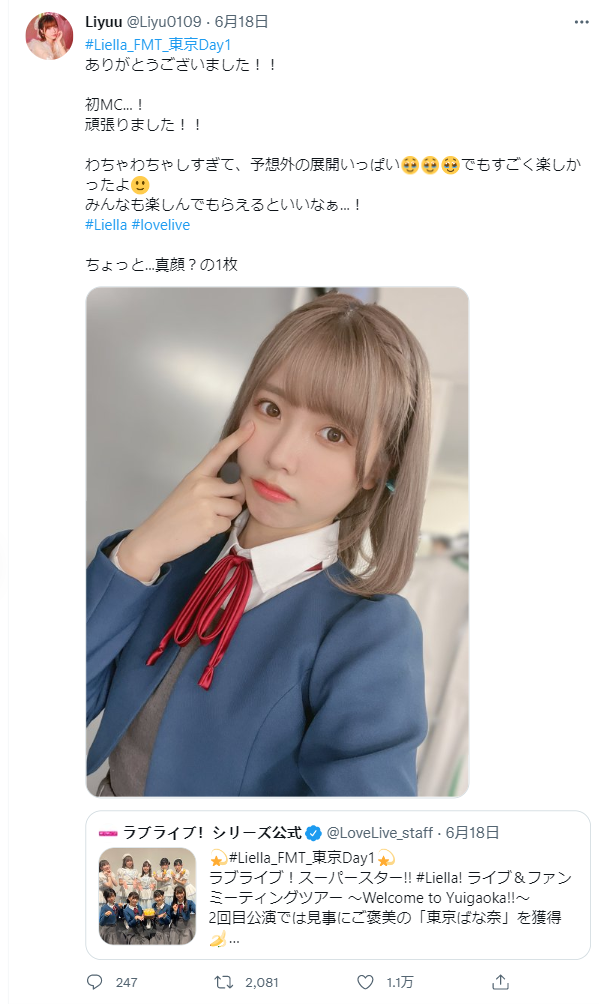 Liyuu @Liyu0109 · 6月18日
#Liella_FMT_東京Day1
ありがとうございました！！
初MC...！
頑張りました！！
わちゃわちゃしすぎて、予想外の展開いっぱい🥹🥹🥹でもすごく楽しか
ったよ🙂
みんなも楽しんでもらえるといいなぁ...！
#Liella #lovelive
ちょっと...真顔？の1枚
ラブライブ！シリーズ公式 @LoveLive_staff · 6月18日
💫#Liella_FMT_東京Day1💫
ラブライブ！スーパースター!! #Liella! ライブ＆ファン
ミーティングツアー ～Welcome to Yuigaoka!!～
2回目公演では見事にご褒美の「東京ばな奈」を獲得
🍌...
247 2,081 1.1万